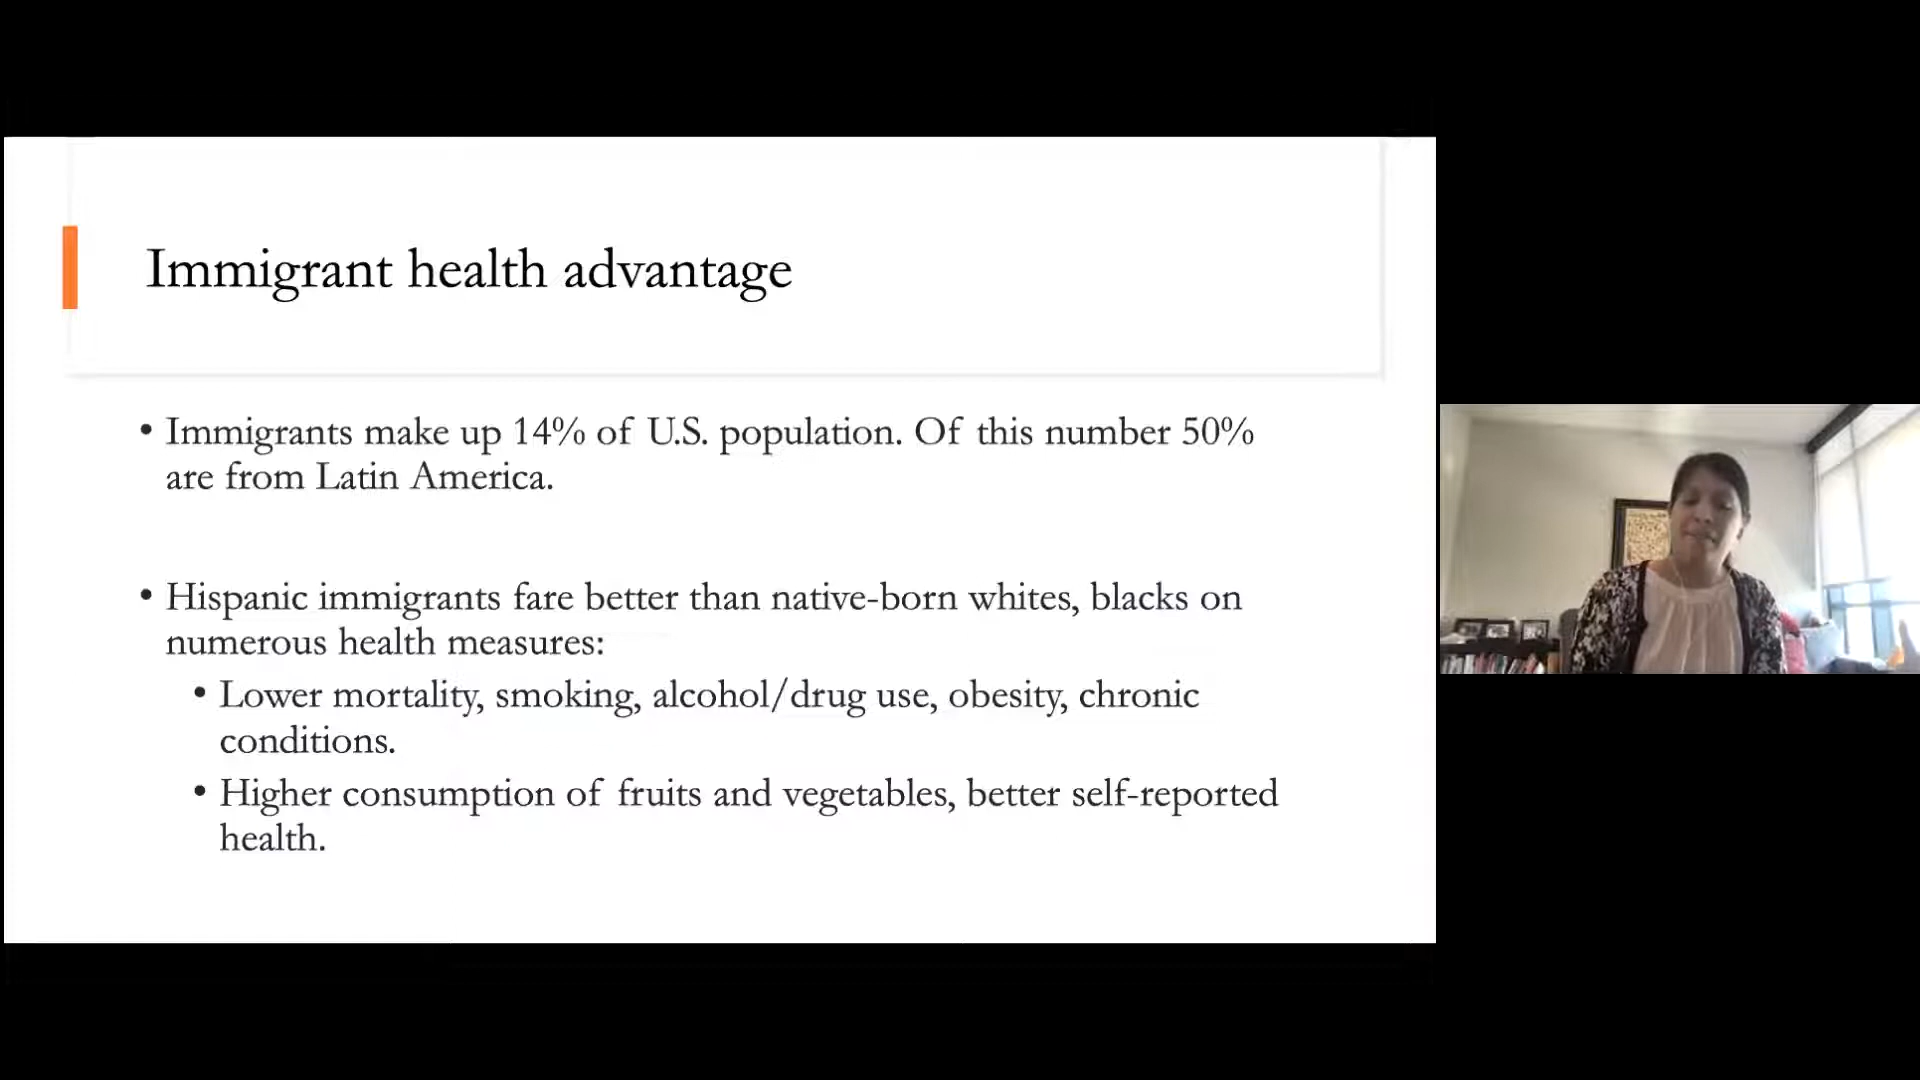 Immigrant health advantage
• Immigrants make up 14% of U.S. population. Of this number 50%
are from Latin America.
• Hispanic immigrants fare better than native-born whites, blacks on
numerous health measures:
• Lower mortality, smoking, alcohol/drug use, obesity, chronic
conditions.
• Higher consumption of fruits and vegetables, better self-reported
health.